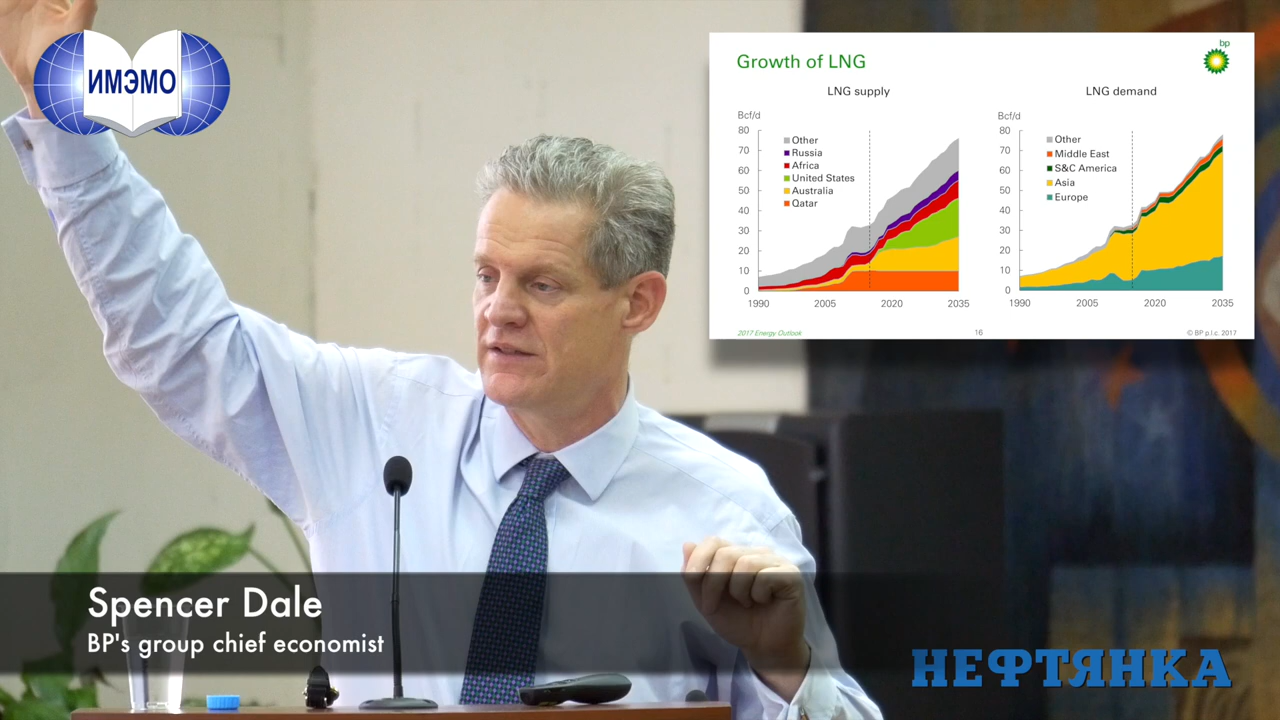 ИМЭМО
bp
Growth of LNG
LNG supply
Bcf/d
80
70
60
50
40
30
20
10
0
Other
Russia
Africa
United States
Australia
Qatar
1990 2005 2020 2035
LNG demand
Bcf/d
80
70
60
50
40
30
20
10
0
Other
Middle East
S&C America
Asia
Europe
1990 2005 2020 2035
2017 Energy Outlook
16
© BP p.l.c. 2017
Spencer Dale
BP's group chief economist
НЕФТЯНКА